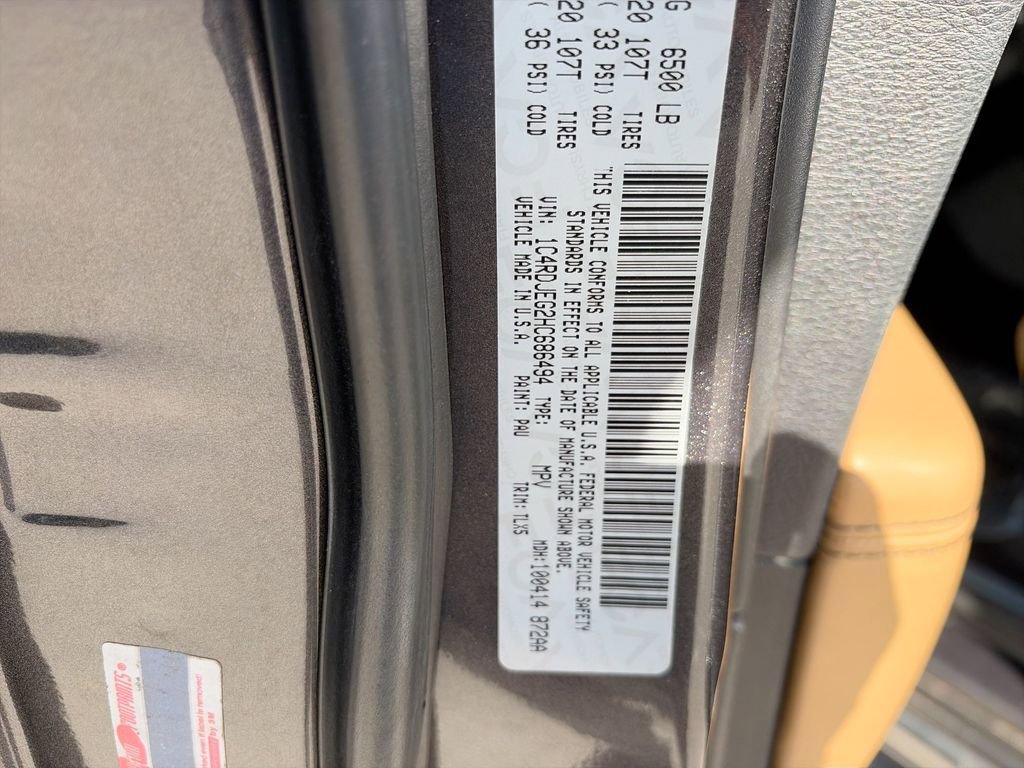 G 6500 LB
20 107T TIRES
( 33 PSI) COLD
20 107T TIRES
( 36 PSI) COLD
"HIS VEHICLE CONFORMS TO ALL APPLICABLE U.S.A. FEDERAL MOTOR VEHICLE SAFETY
STANDARDS IN EFFECT ON THE DATE OF MANUFACTURE SHOWN ABOVE.
VIN: 1C4RDJEG2HC686494 TYPE: MPV MDH:100414 872AA
VEHICLE MADE IN U.S.A. PAINT: PAU TRIM: TLX5